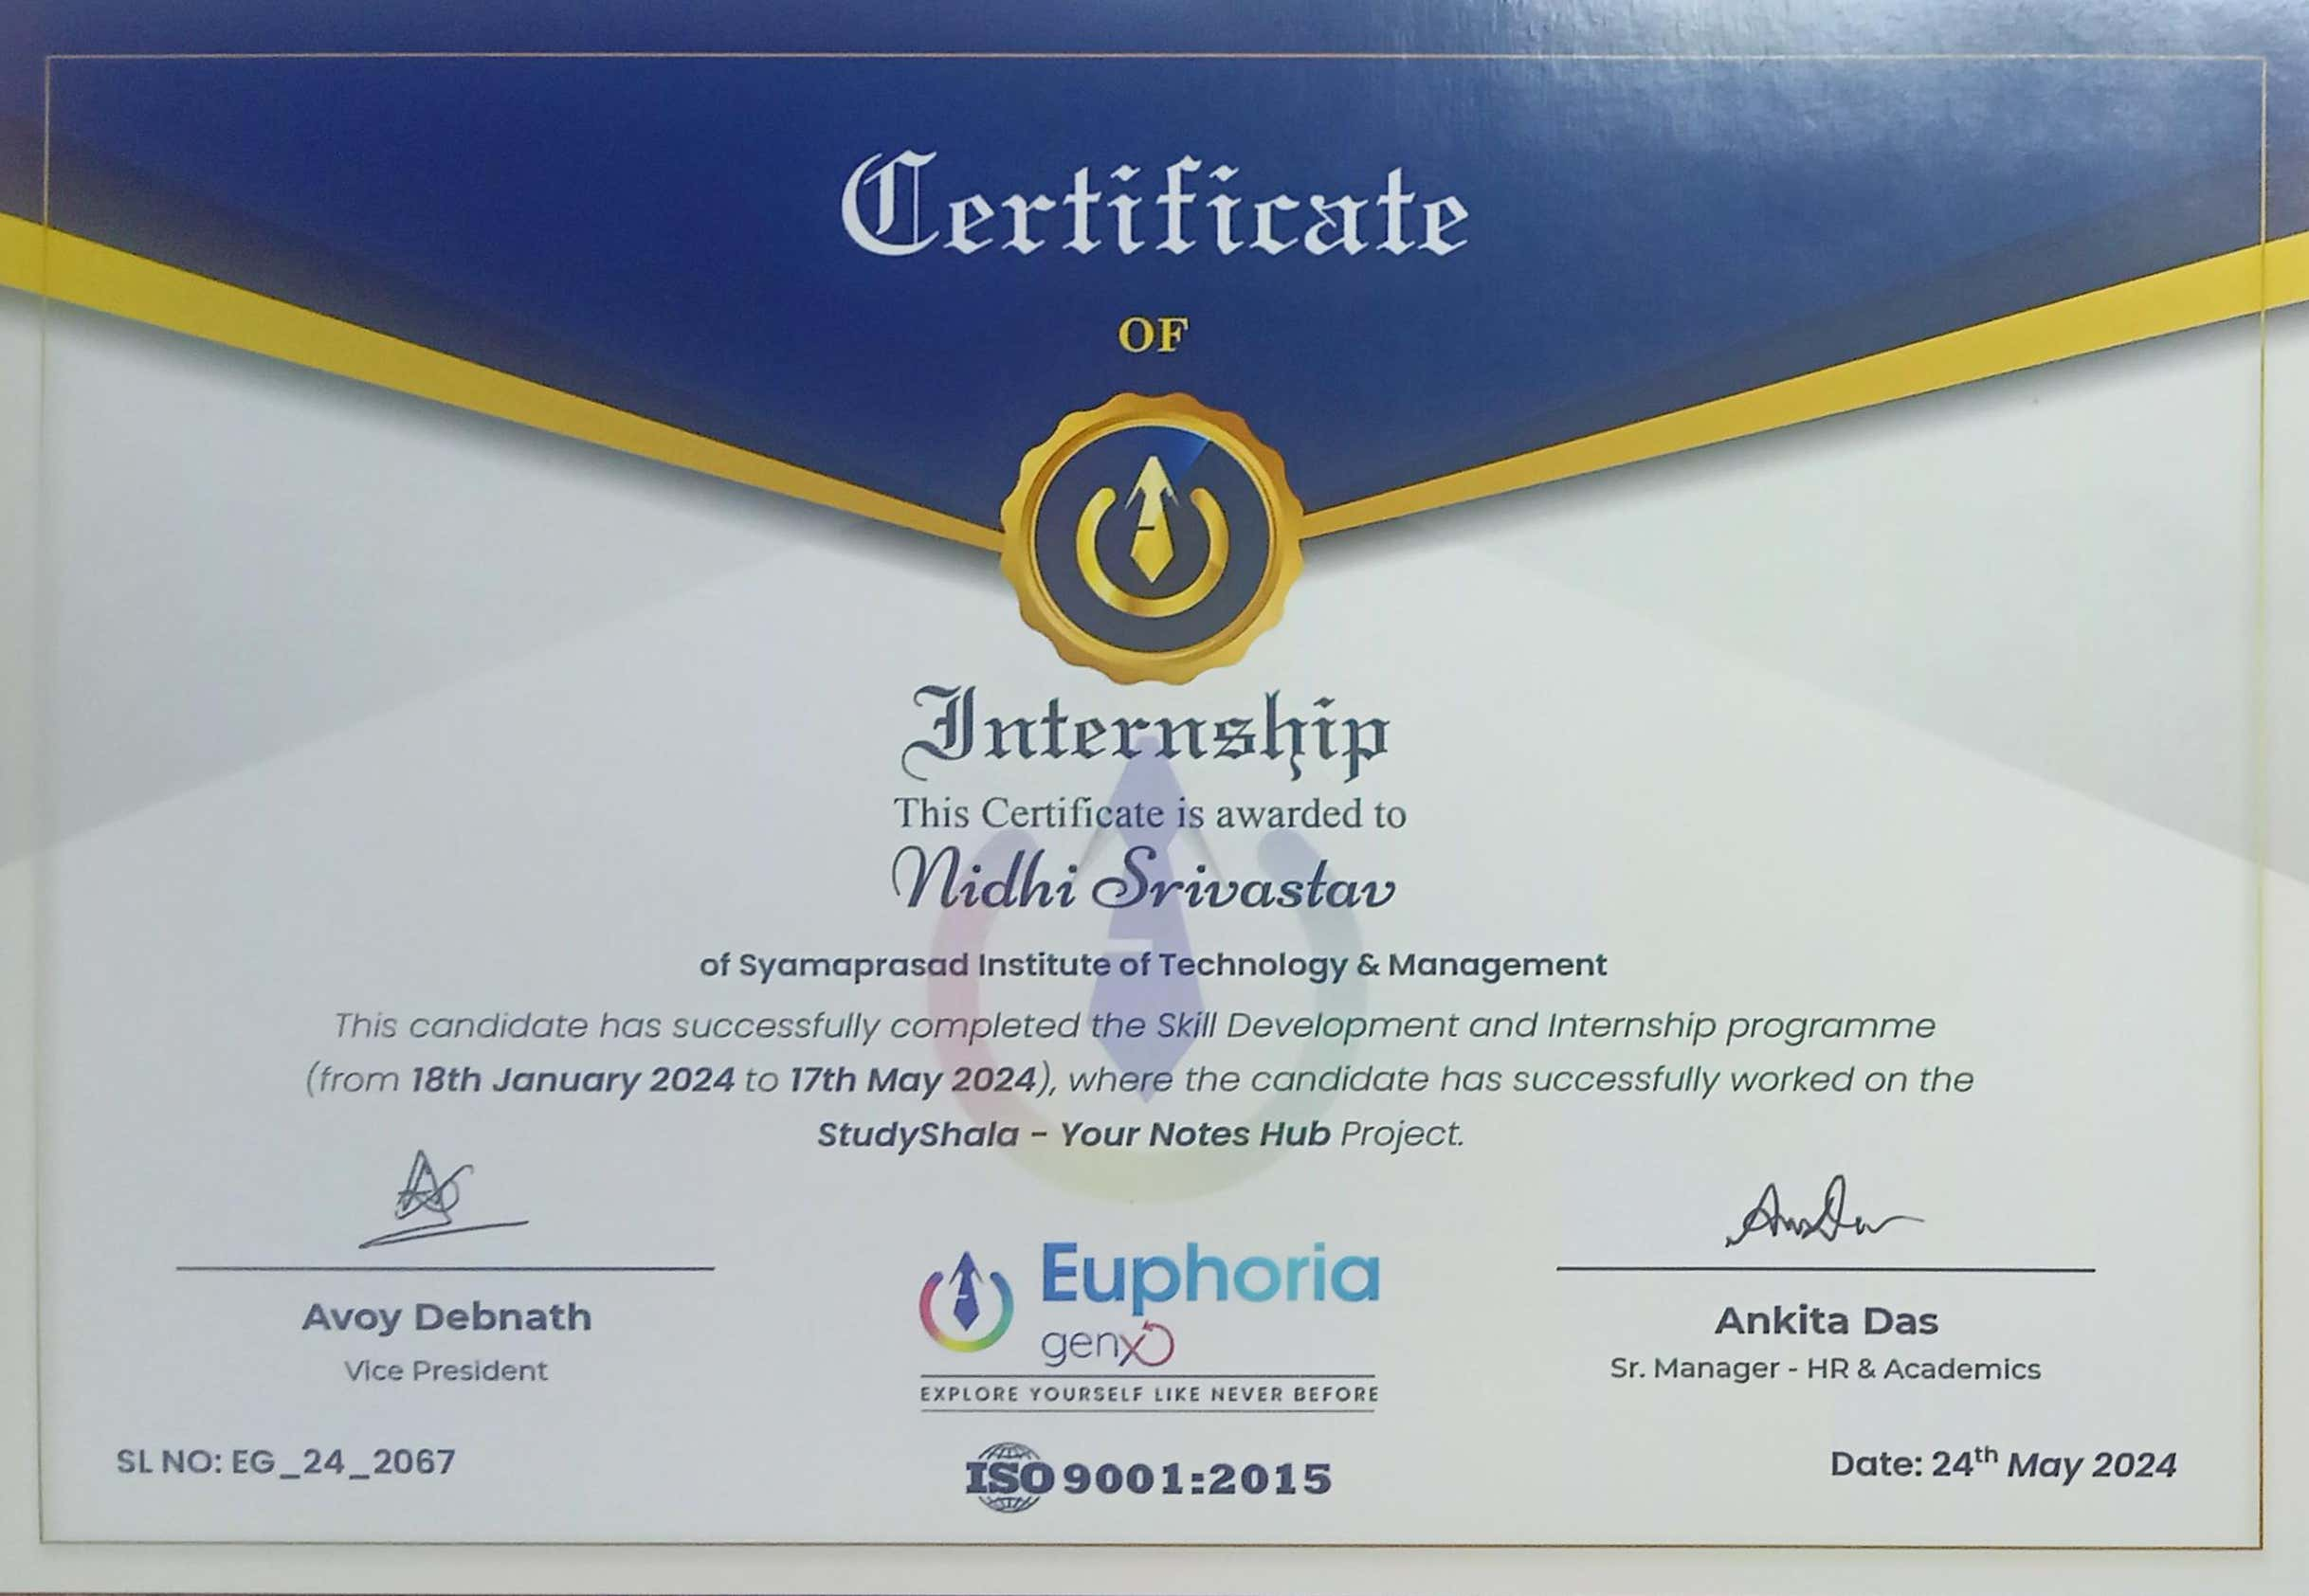 Certificate
OF
Internship
This Certificate is awarded to
Nidhi Srivastav
of Syamaprasad Institute of Technology & Management
This candidate has successfully completed the Skill Development and Internship programme
(from 18th January 2024 to 17th May 2024), where the candidate has successfully worked on the
StudyShala - Your Notes Hub Project.
Avoy Debnath
Vice President
Euphoria
genx
EXPLORE YOURSELF LIKE NEVER BEFORE
Ankita Das
Sr. Manager - HR & Academics
SL NO: EG_24_2067
ISO 9001:2015
Date: 24th May 2024